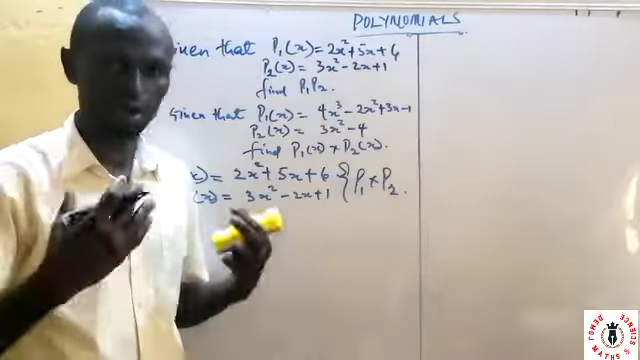 POLYNOMIALS
Given that P₁(x) = 2x² + 5x + 6
P₂(x) = 3x² - 2x + 1
find P₁P₂.
Given that P₁(x) = 4x³ - 2x² + 3x - 1
P₂(x) = 3x² - 4
find P₁(x) × P₂(x).
x) = 2x² + 5x + 6 } P₁ × P₂.
(x) = 3x² - 2x + 1